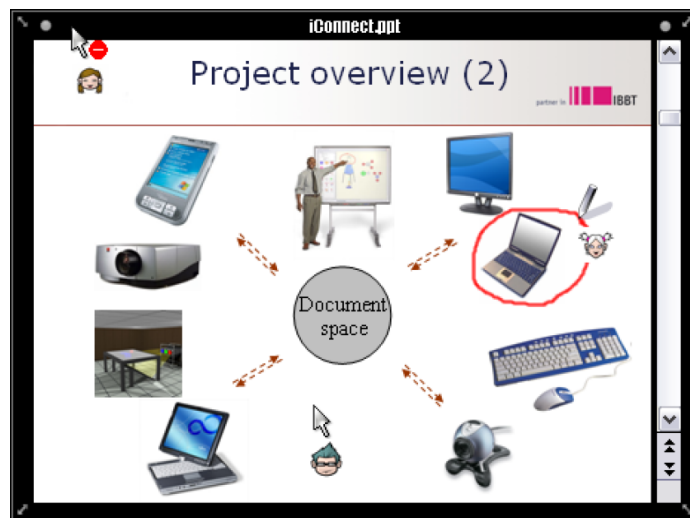 iConnect.ppt
Project overview (2)
partner in IBBT
Document
space